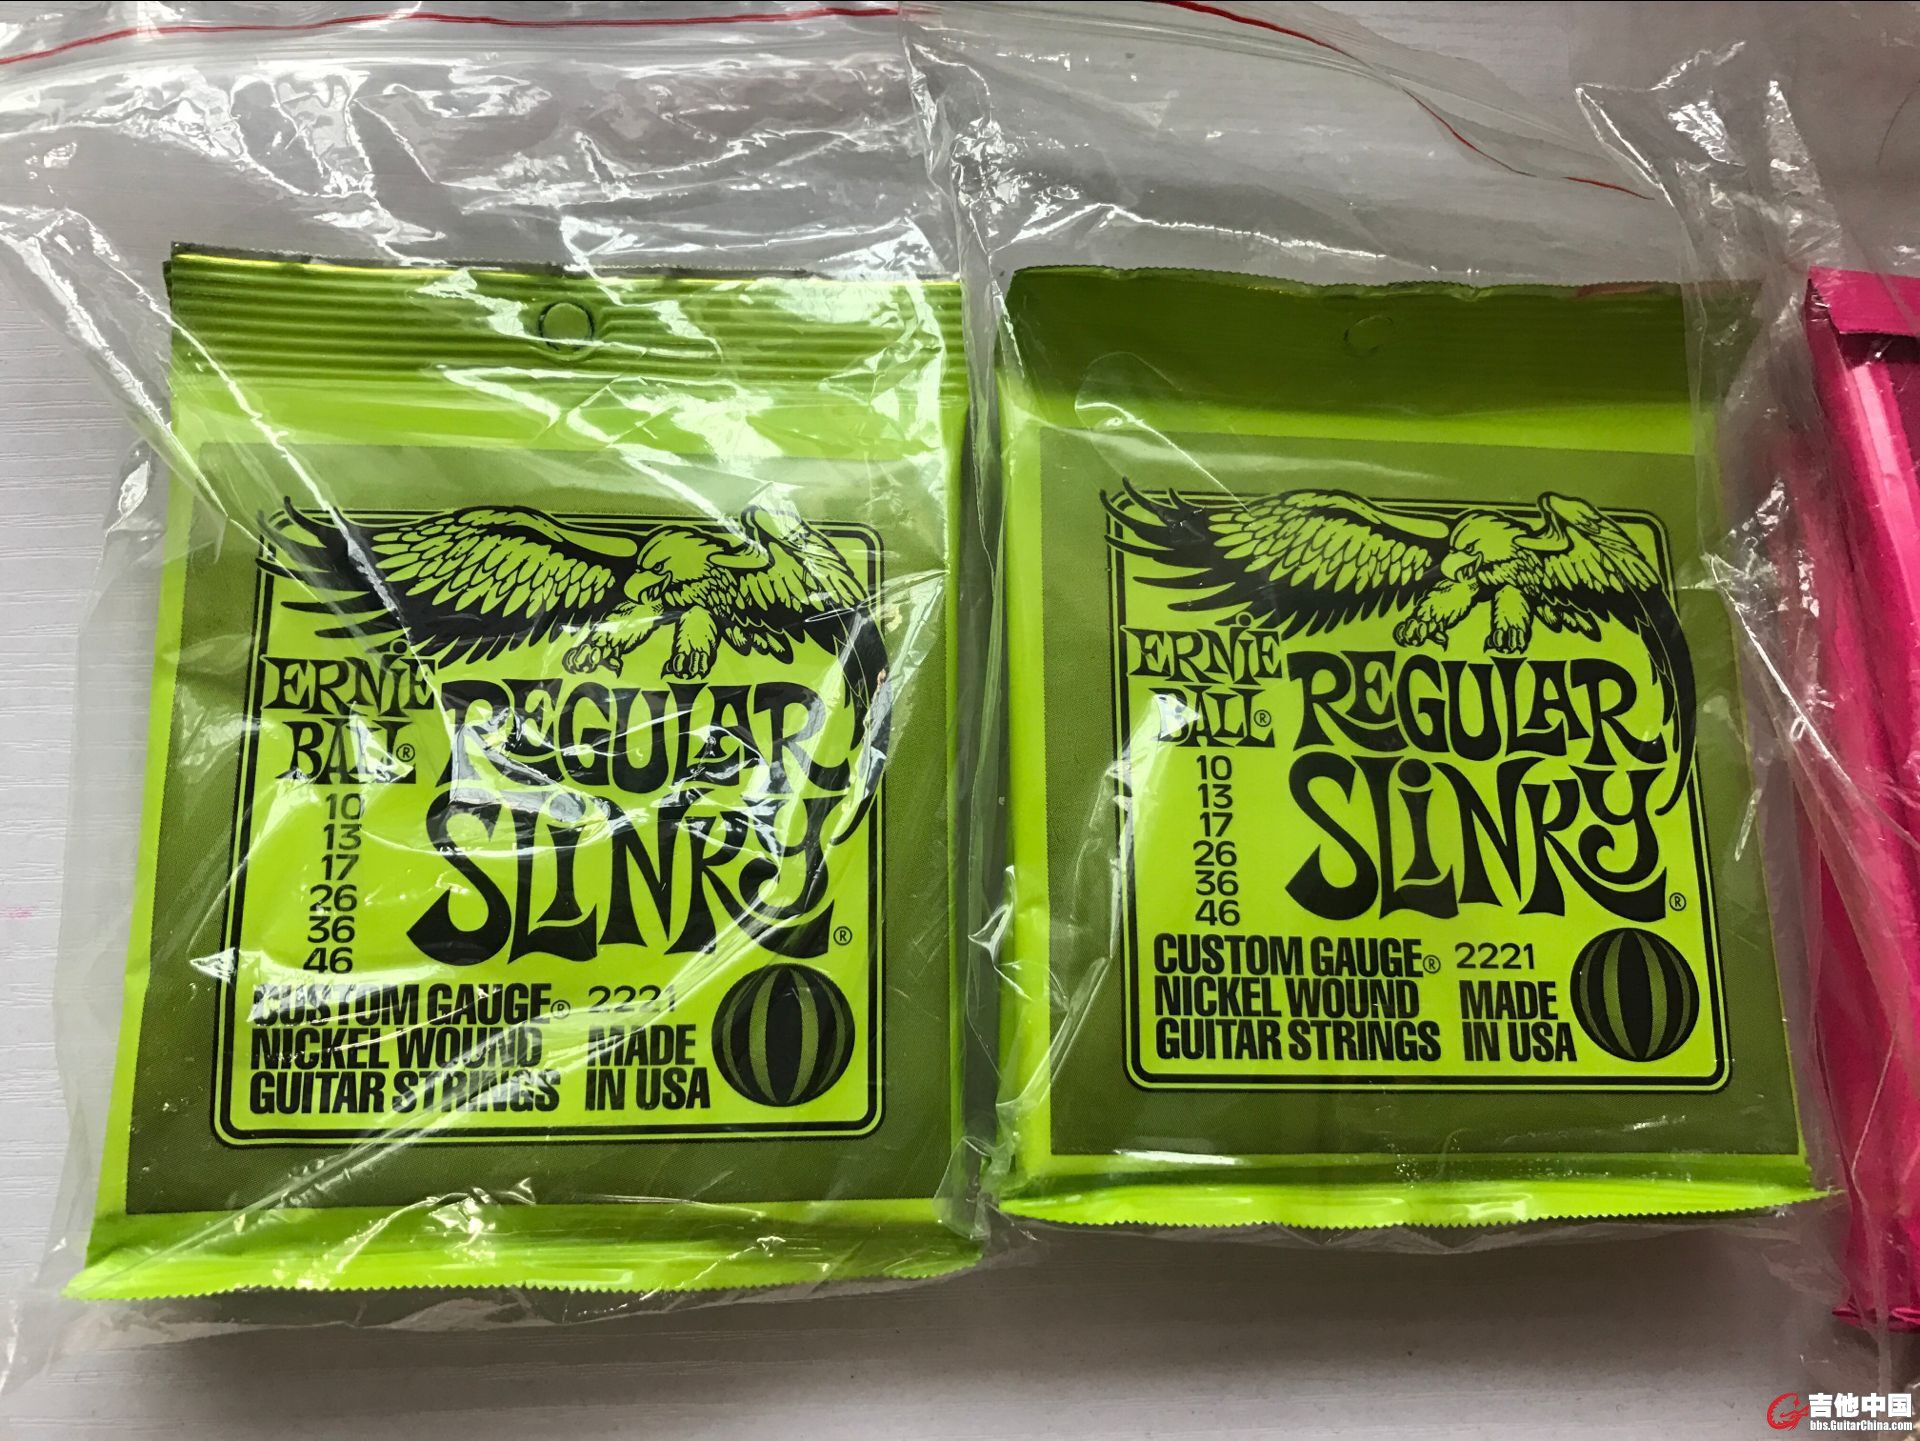 ERNIE
BALL®
REGULAR
SLINKY®
10
13
17
26
36
46
CUSTOM GAUGE® 2221
NICKEL WOUND MADE
GUITAR STRINGS IN USA
ERNIE
BALL®
REGULAR
SLINKY®
10
13
17
26
36
46
CUSTOM GAUGE® 2221
NICKEL WOUND MADE
GUITAR STRINGS IN USA
吉他中国
bbs.GuitarChina.com